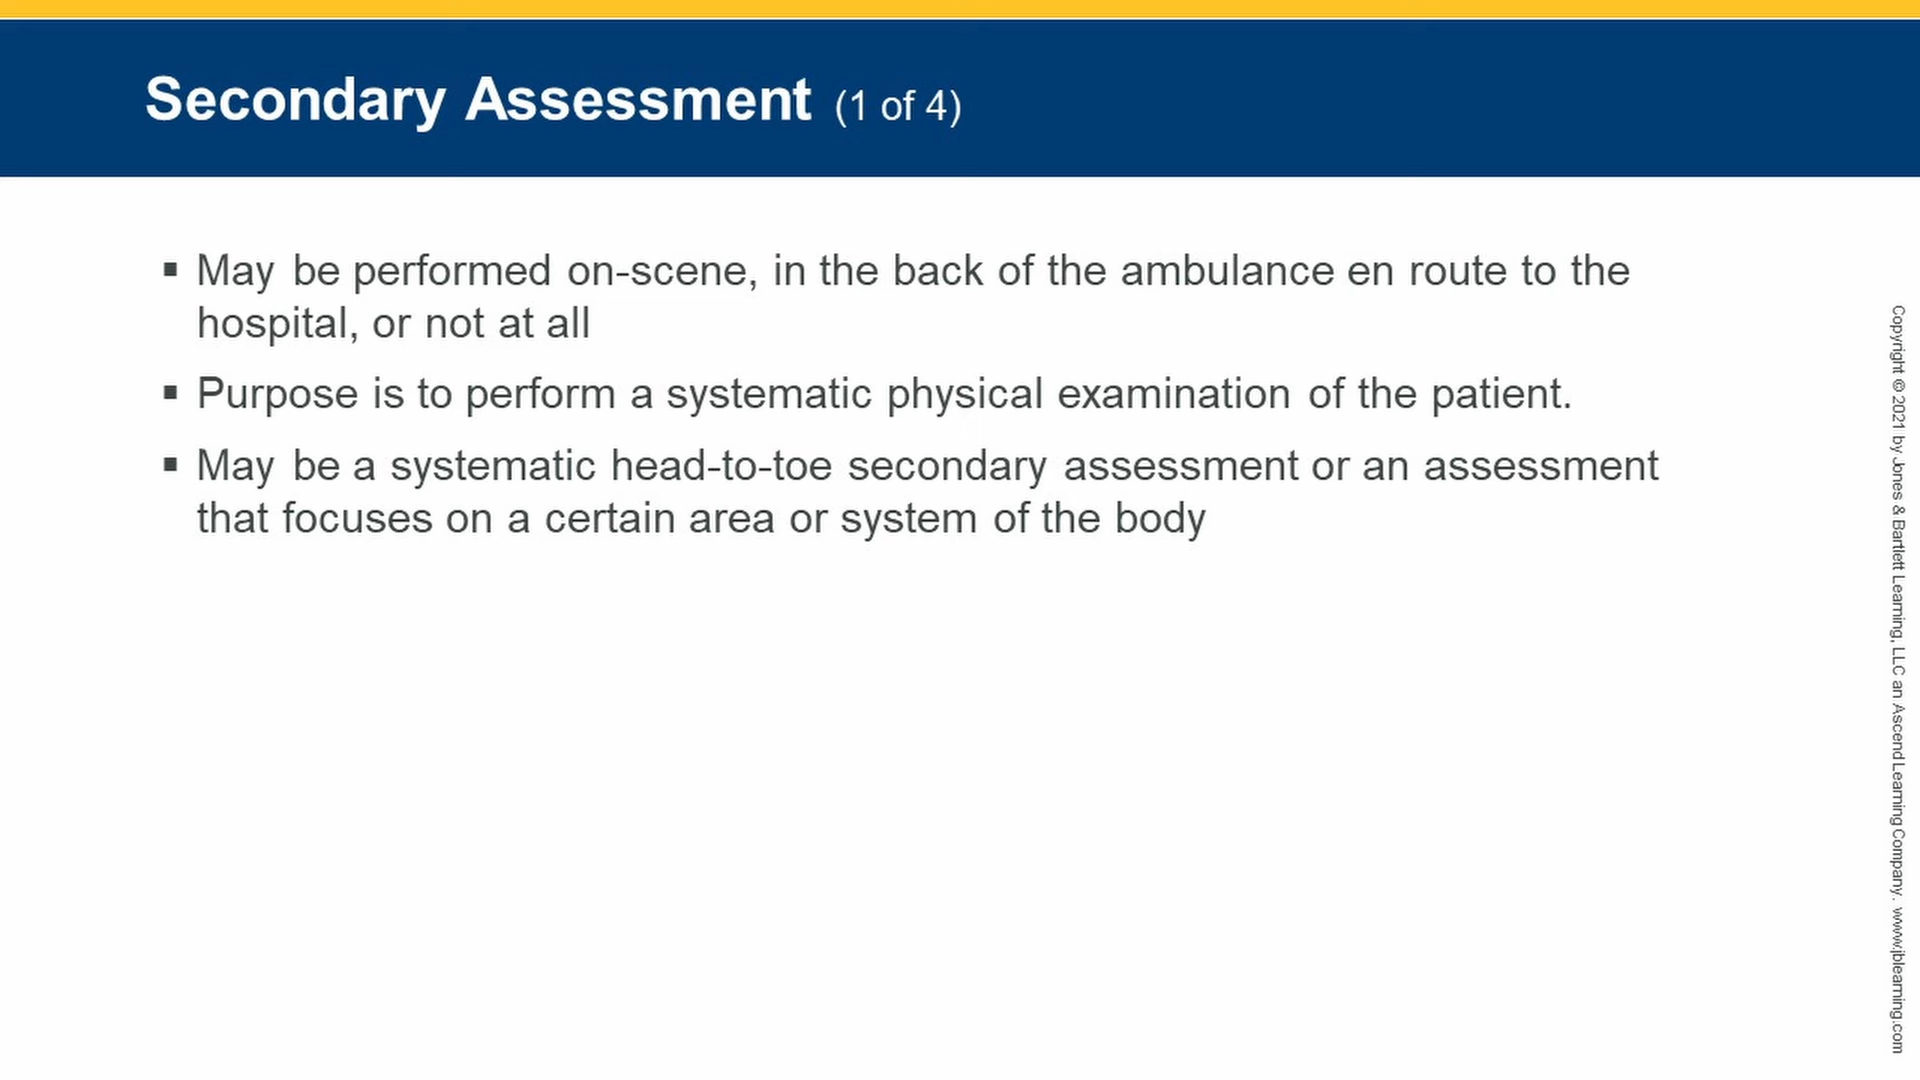 Secondary Assessment (1 of 4)
▪ May be performed on-scene, in the back of the ambulance en route to the
hospital, or not at all
▪ Purpose is to perform a systematic physical examination of the patient.
▪ May be a systematic head-to-toe secondary assessment or an assessment
that focuses on a certain area or system of the body
Copyright © 2021 by Jones & Bartlett Learning, LLC an Ascend Learning Company. www.jblearning.com